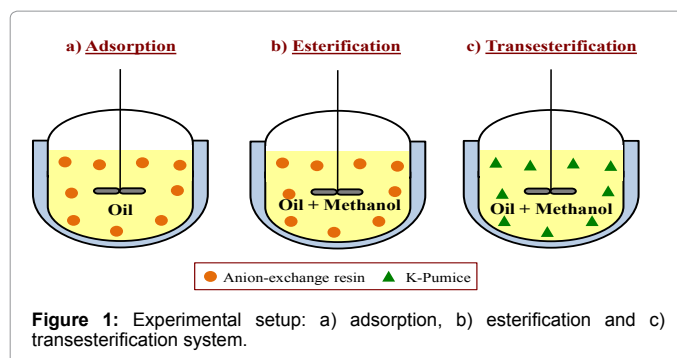 a) Adsorption
b) Esterification
c) Transesterification
Oil
Oil + Methanol
Oil + Methanol
Anion-exchange resin
K-Pumice
Figure 1: Experimental setup: a) adsorption, b) esterification and c)
transesterification system.